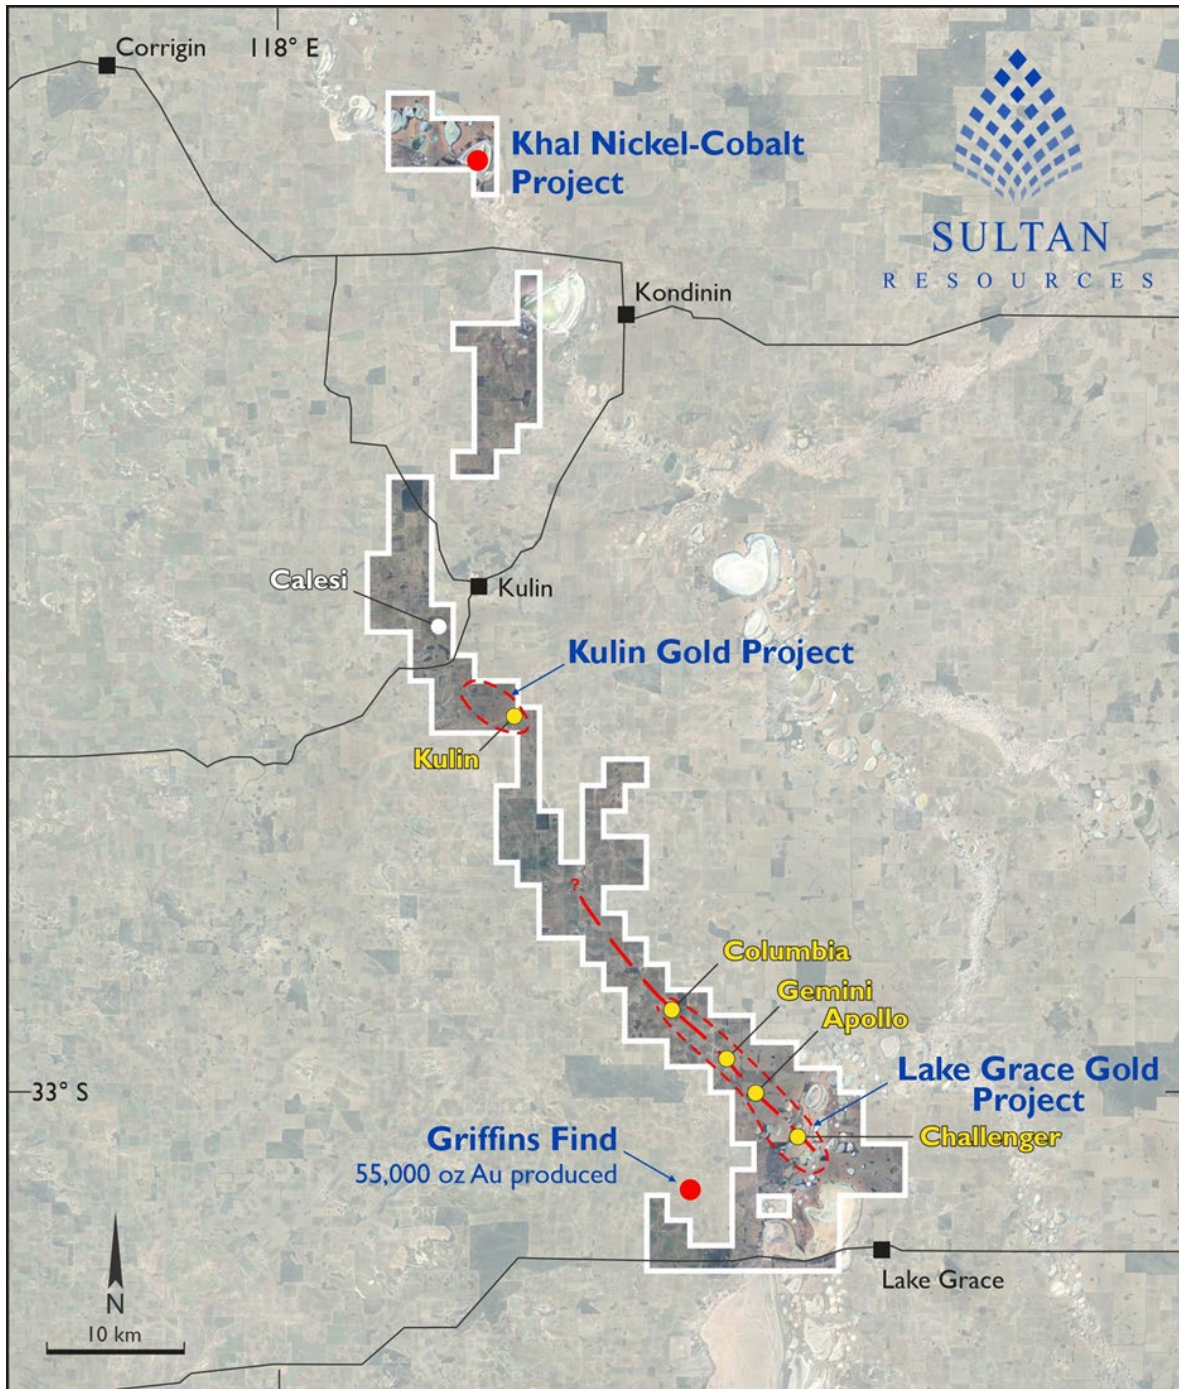 Corrigin
118° E
Khal Nickel-Cobalt
Project
SULTAN
RESOURCES
Kondinin
Calesi
Kulin
Kulin Gold Project
Kulin
?
Columbia
Gemini
Apollo
33° S
Lake Grace Gold
Project
Challenger
Griffins Find
55,000 oz Au produced
Lake Grace
N
10 km